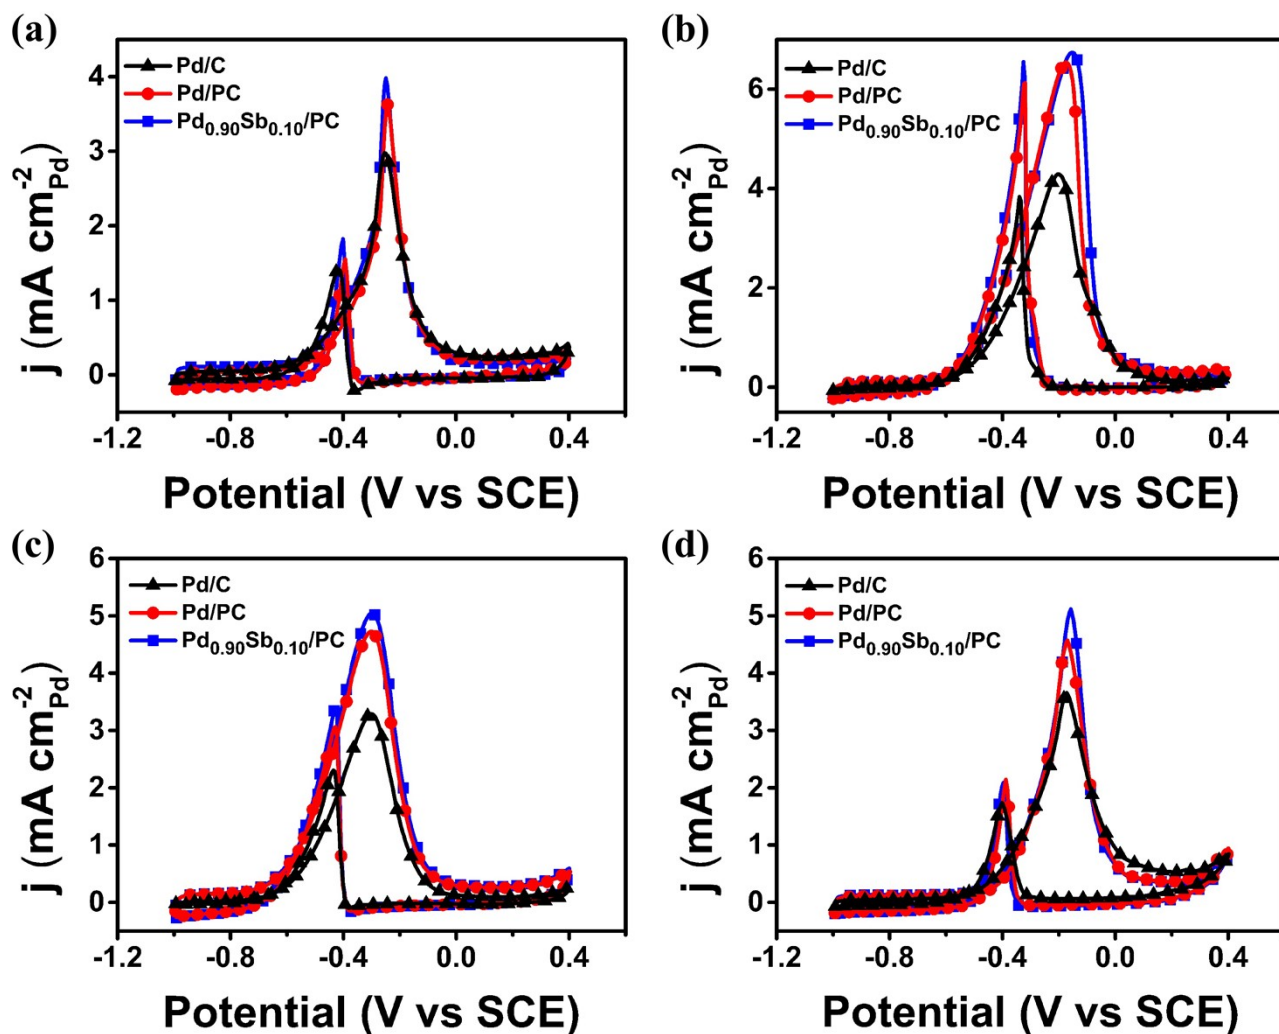 (a)
Pd/C
Pd/PC
Pd0.90Sb0.10/PC
j (mA cm-2Pd)
4
3
2
1
0
-1.2 -0.8 -0.4 0.0 0.4
Potential (V vs SCE)
(b)
Pd/C
Pd/PC
Pd0.90Sb0.10/PC
j (mA cm-2Pd)
6
4
2
0
-1.2 -0.8 -0.4 0.0 0.4
Potential (V vs SCE)
(c)
Pd/C
Pd/PC
Pd0.90Sb0.10/PC
j (mA cm-2Pd)
6
5
4
3
2
1
0
-1.2 -0.8 -0.4 0.0 0.4
Potential (V vs SCE)
(d)
Pd/C
Pd/PC
Pd0.90Sb0.10/PC
j (mA cm-2Pd)
6
5
4
3
2
1
0
-1.2 -0.8 -0.4 0.0 0.4
Potential (V vs SCE)